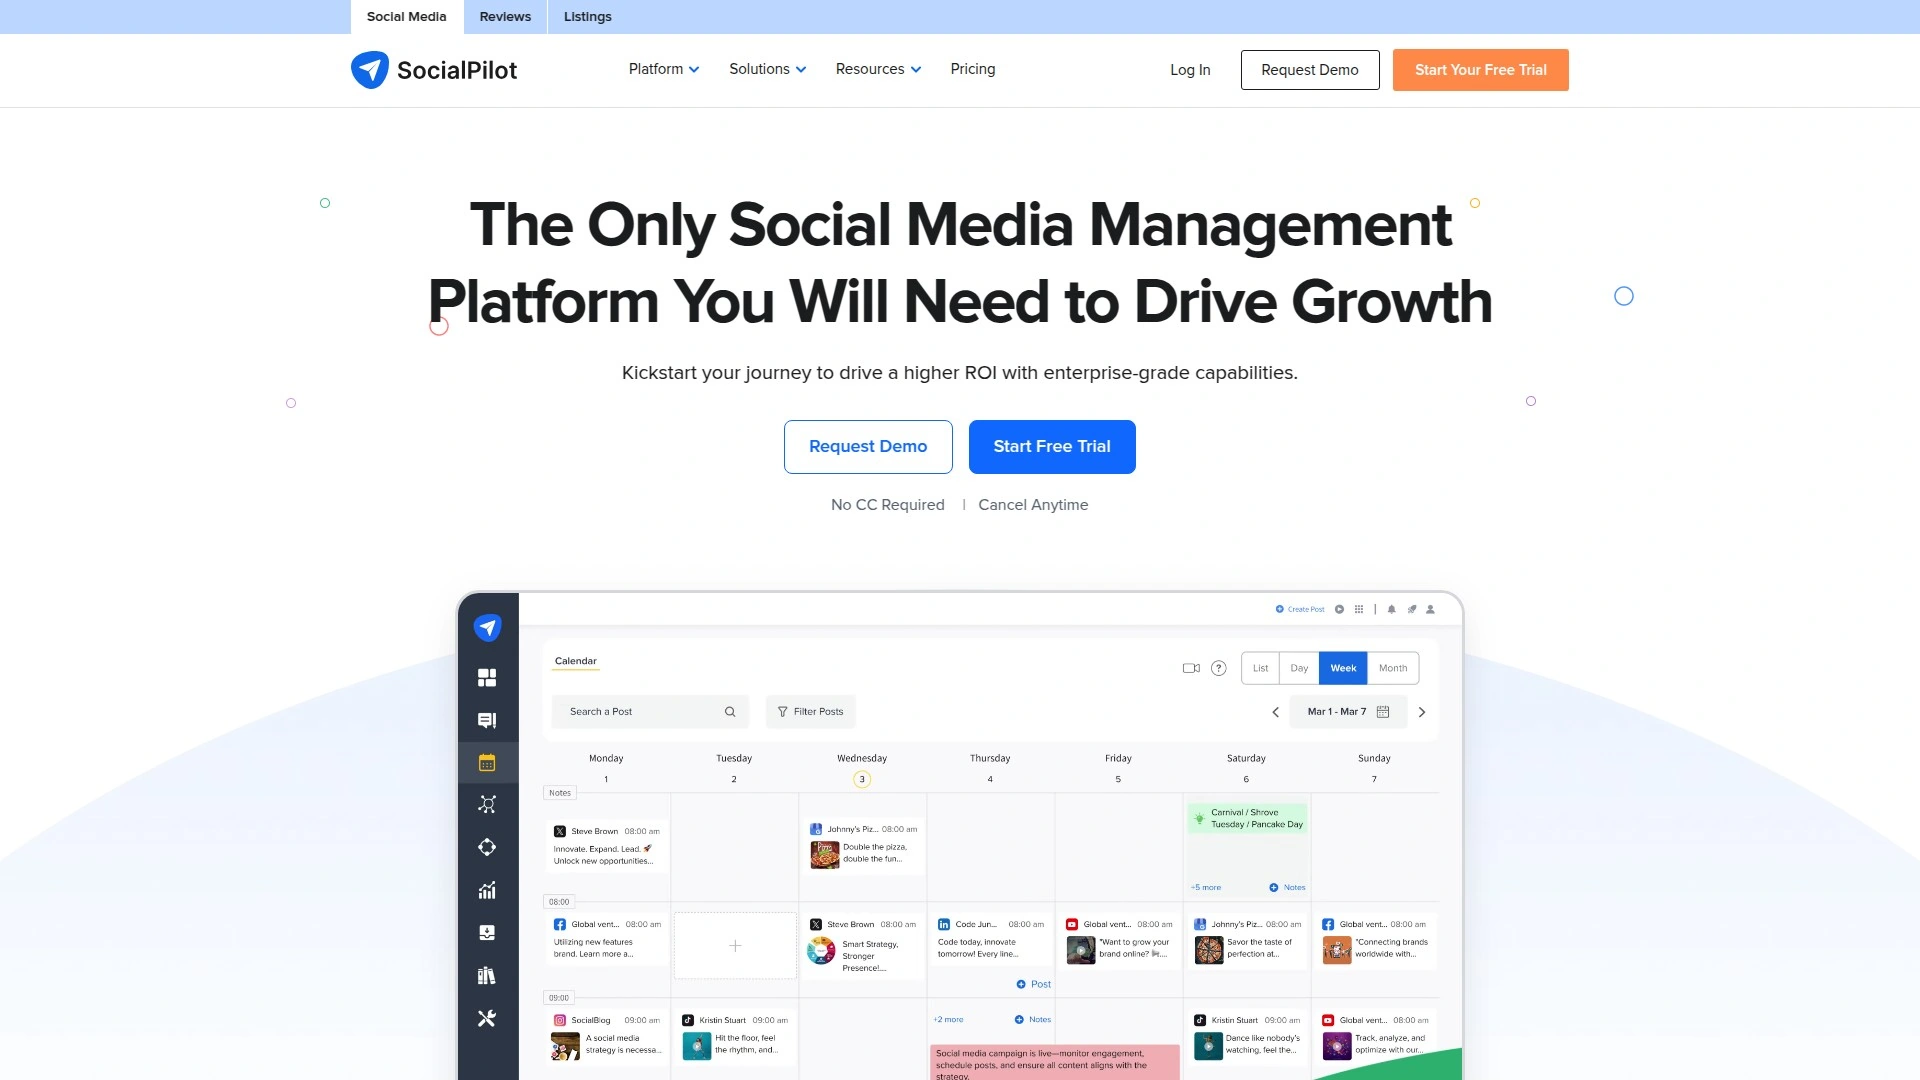 Social Media
Reviews
Listings
SocialPilot
Platform
Solutions
Resources
Pricing
Log In
Request Demo
Start Your Free Trial
The Only Social Media Management
Platform You Will Need to Drive Growth
Kickstart your journey to drive a higher ROI with enterprise-grade capabilities.
Request Demo
Start Free Trial
No CC Required | Cancel Anytime
Create Post
Calendar
List
Day
Week
Month
Search a Post
Filter Posts
Mar 1 - Mar 7
Monday
Tuesday
Wednesday
Thursday
Friday
Saturday
Sunday
1
2
3
4
5
6
7
Notes
Steve Brown 08:00 am
Innovate. Expand. Lead. 🚀
Unlock new opportunities...
Johnny's Piz... 08:00 am
Double the pizza,
double the fun...
Carnival / Shrove
Tuesday / Pancake Day
+5 more
Notes
08:00
Global vent... 08:00 am
Utilizing new features
brand. Learn more a...
Steve Brown 08:00 am
Smart Strategy,
Stronger
Presence!....
Code Jun... 08:00 am
Code today, innovate
tomorrow! Every line...
Post
Global vent... 08:00 am
"Want to grow your
brand online?
Johnny's Piz... 08:00 am
Savor the taste of
perfection at...
Global vent... 08:00 am
"Connecting brands
worldwide with...
09:00
SocialBlog 09:00 am
A social media
strategy is necessa...
Kristin Stuart 09:00 am
Hit the floor, feel
the rhythm, and...
+2 more
Notes
Social media campaign is live—monitor engagement,
schedule posts, and ensure all content aligns with the
strategy.
Kristin Stuart 09:00 am
Dance like nobody's
watching, feel the...
Global vent... 08:00 am
Track, analyze, and
optimize with our...